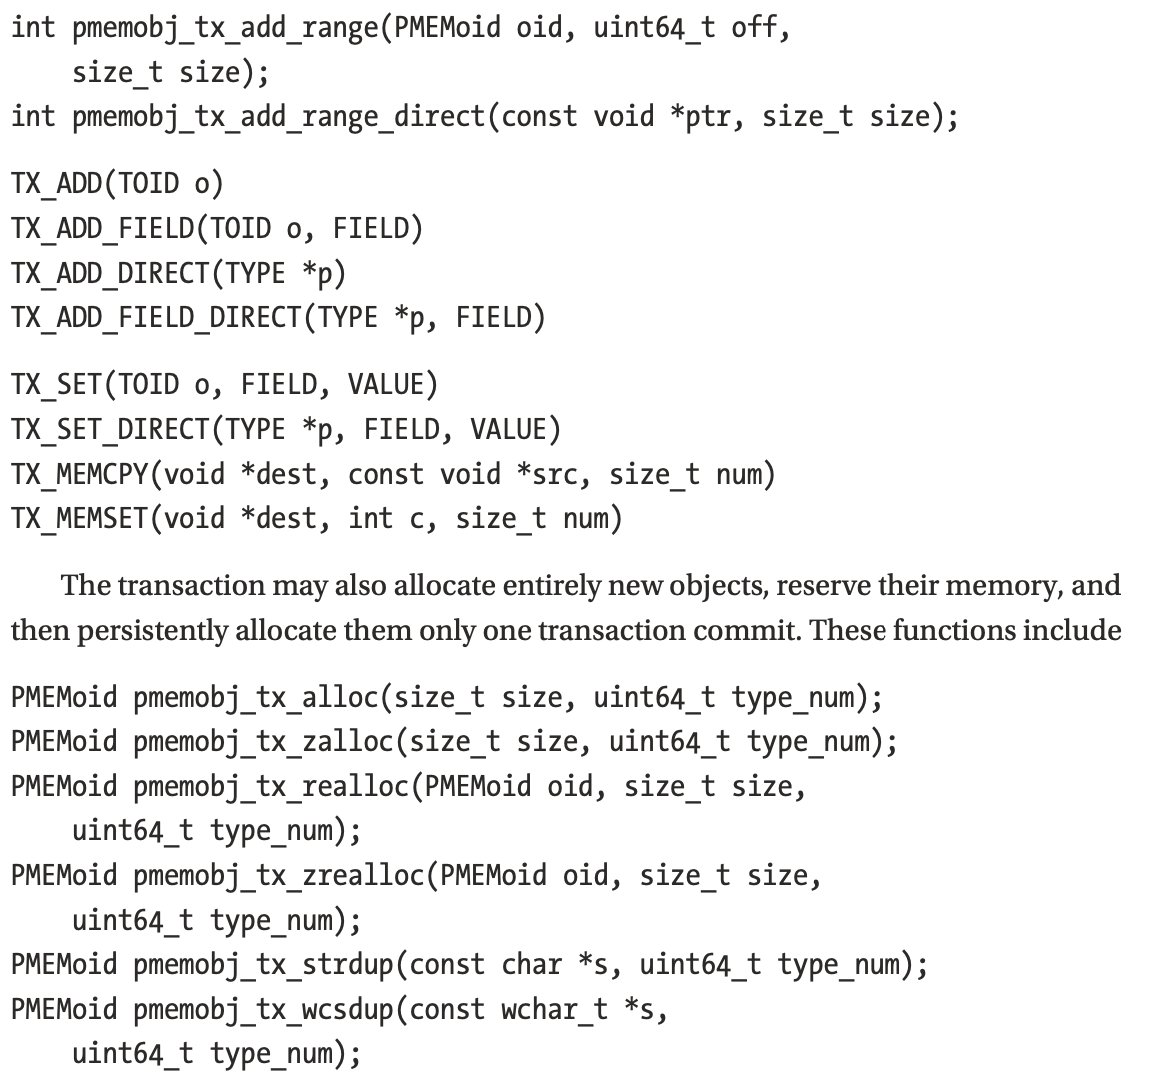 int pmemobj_tx_add_range(PMEMoid oid, uint64_t off,
    size_t size);
int pmemobj_tx_add_range_direct(const void *ptr, size_t size);
TX_ADD(TOID o)
TX_ADD_FIELD(TOID o, FIELD)
TX_ADD_DIRECT(TYPE *p)
TX_ADD_FIELD_DIRECT(TYPE *p, FIELD)
TX_SET(TOID o, FIELD, VALUE)
TX_SET_DIRECT(TYPE *p, FIELD, VALUE)
TX_MEMCPY(void *dest, const void *src, size_t num)
TX_MEMSET(void *dest, int c, size_t num)
The transaction may also allocate entirely new objects, reserve their memory, and
then persistently allocate them only one transaction commit. These functions include
PMEMoid pmemobj_tx_alloc(size_t size, uint64_t type_num);
PMEMoid pmemobj_tx_zalloc(size_t size, uint64_t type_num);
PMEMoid pmemobj_tx_realloc(PMEMoid oid, size_t size,
    uint64_t type_num);
PMEMoid pmemobj_tx_zrealloc(PMEMoid oid, size_t size,
    uint64_t type_num);
PMEMoid pmemobj_tx_strdup(const char *s, uint64_t type_num);
PMEMoid pmemobj_tx_wcsdup(const wchar_t *s,
    uint64_t type_num);